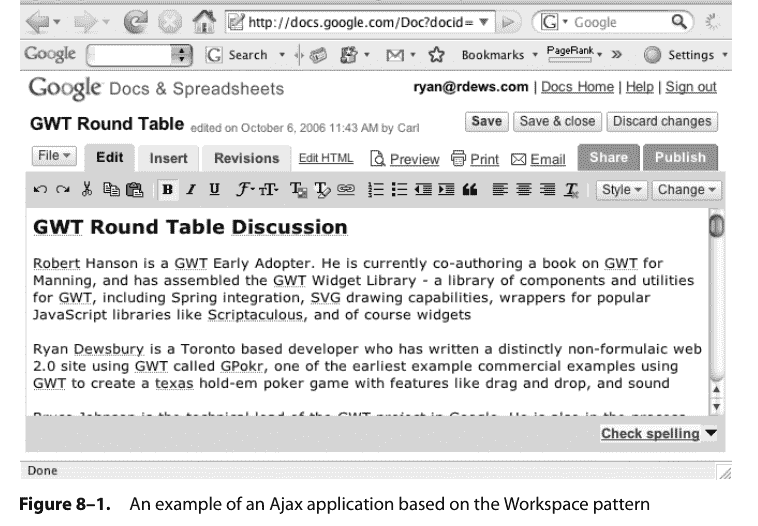 http://docs.google.com/Doc?docid= G Google
Google G Search Bookmarks PageRank » Settings
Google Docs & Spreadsheets ryan@rdews.com | Docs Home | Help | Sign out
GWT Round Table edited on October 6, 2006 11:43 AM by Carl Save Save & close Discard changes
File Edit Insert Revisions Edit HTML Preview Print Email Share Publish
B I U Style Change
GWT Round Table Discussion
Robert Hanson is a GWT Early Adopter. He is currently co-authoring a book on GWT for
Manning, and has assembled the GWT Widget Library - a library of components and utilities
for GWT, including Spring integration, SVG drawing capabilities, wrappers for popular
JavaScript libraries like Scriptaculous, and of course widgets
Ryan Dewsbury is a Toronto based developer who has written a distinctly non-formulaic web
2.0 site using GWT called GPokr, one of the earliest example commercial examples using
GWT to create a texas hold-em poker game with features like drag and drop, and sound
Check spelling
Done
Figure 8–1. An example of an Ajax application based on the Workspace pattern